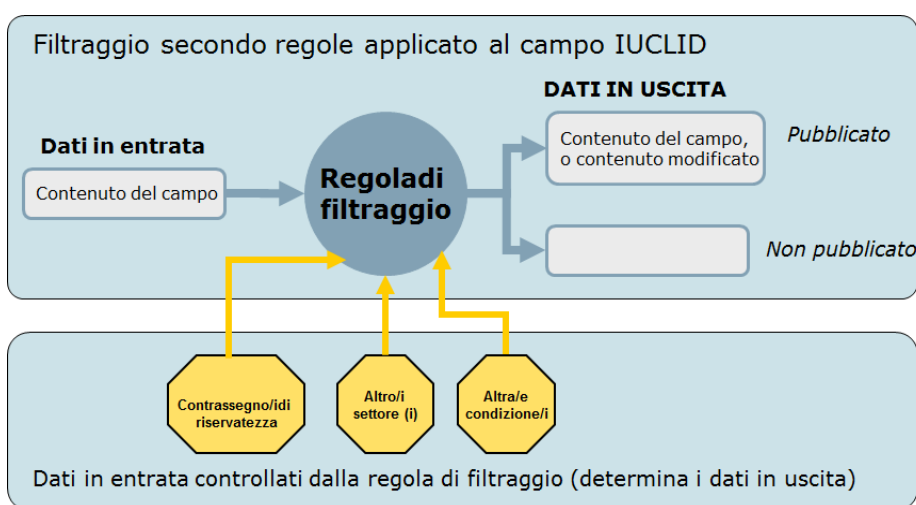 Filtraggio secondo regole applicato al campo IUCLID
DATI IN USCITA
Dati in entrata
Contenuto del campo
Regoladi
filtraggio
Contenuto del campo,
o contenuto modificato
Pubblicato
Non pubblicato
Contrassegno/idi
riservatezza
Altro/i
settore (i)
Altra/e
condizione/i
Dati in entrata controllati dalla regola di filtraggio (determina i dati in uscita)